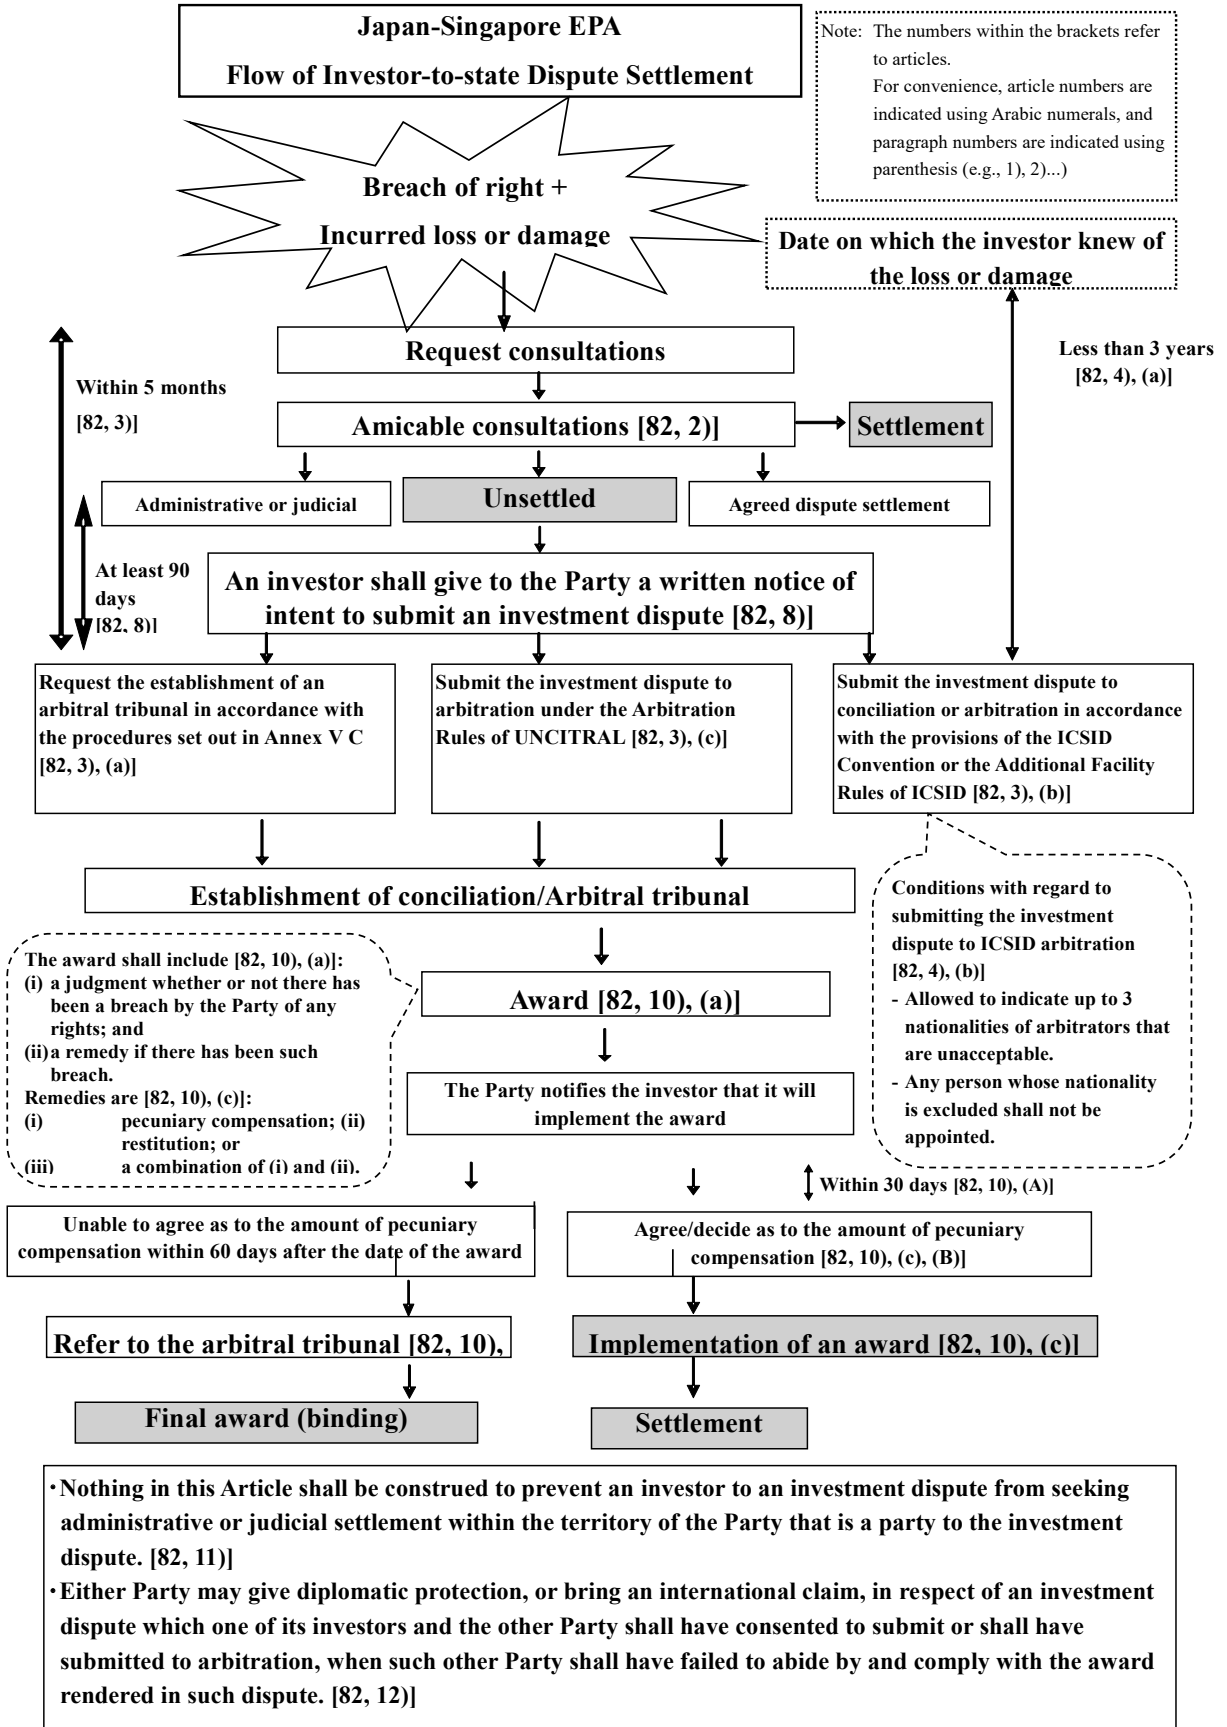 Japan-Singapore EPA
Flow of Investor-to-state Dispute Settlement
Note: The numbers within the brackets refer
to articles.
For convenience, article numbers are
indicated using Arabic numerals, and
paragraph numbers are indicated using
parenthesis (e.g., 1), 2)...)
Breach of right +
Incurred loss or damage
Date on which the investor knew of
the loss or damage
Request consultations
Less than 3 years
[82, 4), (a)]
Within 5 months
[82, 3)]
Amicable consultations [82, 2)]
Settlement
Administrative or judicial
Unsettled
Agreed dispute settlement
At least 90
days
[82, 8)]
An investor shall give to the Party a written notice of
intent to submit an investment dispute [82, 8)]
Request the establishment of an
arbitral tribunal in accordance with
the procedures set out in Annex V C
[82, 3), (a)]
Submit the investment dispute to
arbitration under the Arbitration
Rules of UNCITRAL [82, 3), (c)]
Submit the investment dispute to
conciliation or arbitration in accordance
with the provisions of the ICSID
Convention or the Additional Facility
Rules of ICSID [82, 3), (b)]
Establishment of conciliation/Arbitral tribunal
Conditions with regard to
submitting the investment
dispute to ICSID arbitration
[82, 4), (b)]
- Allowed to indicate up to 3
nationalities of arbitrators that
are unacceptable.
- Any person whose nationality
is excluded shall not be
appointed.
The award shall include [82, 10), (a)]:
(i) a judgment whether or not there has
been a breach by the Party of any
rights; and
(ii) a remedy if there has been such
breach.
Remedies are [82, 10), (c)]:
(i) pecuniary compensation; (ii)
restitution; or
(iii) a combination of (i) and (ii).
Award [82, 10), (a)]
The Party notifies the investor that it will
implement the award
Within 30 days [82, 10), (A)]
Unable to agree as to the amount of pecuniary
compensation within 60 days after the date of the award
Agree/decide as to the amount of pecuniary
compensation [82, 10), (c), (B)]
Refer to the arbitral tribunal [82, 10),
Implementation of an award [82, 10), (c)]
Final award (binding)
Settlement
・Nothing in this Article shall be construed to prevent an investor to an investment dispute from seeking
administrative or judicial settlement within the territory of the Party that is a party to the investment
dispute. [82, 11)]
・Either Party may give diplomatic protection, or bring an international claim, in respect of an investment
dispute which one of its investors and the other Party shall have consented to submit or shall have
submitted to arbitration, when such other Party shall have failed to abide by and comply with the award
rendered in such dispute. [82, 12)]